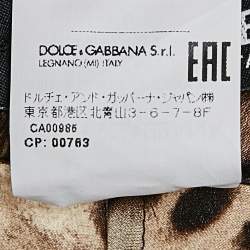 DOLCE & GABBANA S.r.l.
LEGNANO (MI) ITALY
EAC
ドルチェ・アンド・ガッバーナ・ジャパン㈱
東京都港区北青山3-6-7-8F
CA00986
CP: 00763